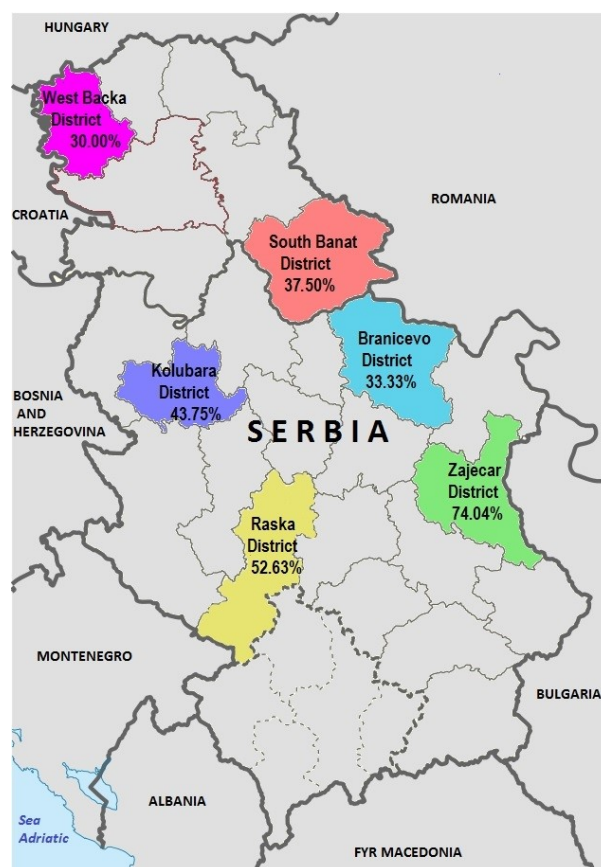 HUNGARY
West Backa
District
30.00%
CROATIA
ROMANIA
South Banat
District
37.50%
Branicevo
District
33.33%
Kolubara
District
43.75%
BOSNIA
AND
HERZEGOVINA
SERBIA
Zajecar
District
74.04%
Raska
District
52.63%
MONTENEGRO
BULGARIA
Sea
Adriatic
ALBANIA
FYR MACEDONIA